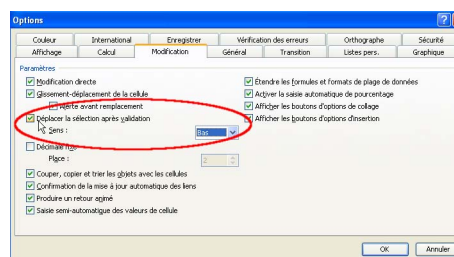 Options
Couleur International Enregistrer Vérification des erreurs Orthographe Sécurité
Affichage Calcul Modification Général Transition Listes pers. Graphique
Paramètres
Modification directe
Glissement-déplacement de la cellule
Alerte avant remplacement
Déplacer la sélection après validation
Sens : Bas
Décimale fixe
Place : 2
Couper, copier et trier les objets avec les cellules
Confirmation de la mise à jour automatique des liens
Produire un retour animé
Saisie semi-automatique des valeurs de cellule
Étendre les formules et formats de plage de données
Activer la saisie automatique de pourcentage
Afficher les boutons d'options de collage
Afficher les boutons d'options d'insertion
OK Annuler